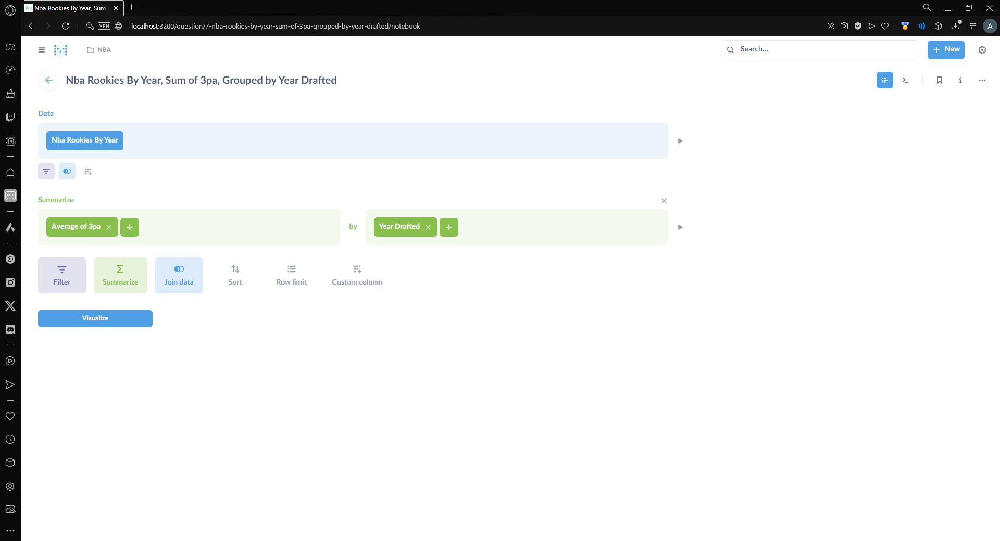 Nba Rookies By Year, Sum
VPN
localhost:3200/question/7-nba-rookies-by-year-sum-of-3pa-grouped-by-year-drafted/notebook
A
NBA
Search...
New
Nba Rookies By Year, Sum of 3pa, Grouped by Year Drafted
Data
Nba Rookies By Year
Summarize
Average of 3pa
by
Year Drafted
Filter
Summarize
Join data
Sort
Row limit
Custom column
Visualize